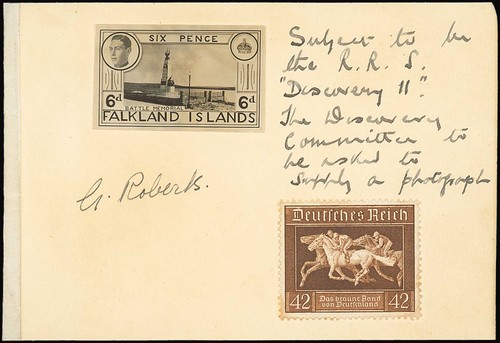 SIX PENCE
6d
6d
BATTLE MEMORIAL
FALKLAND ISLANDS
Subject to be
the R. R. S.
"Discovery II".
The Discovery
Committee to
be asked to
supply a photograph
G. Roberts.
Deutsches Reich
42
Das braune Band
von Deutschland
42